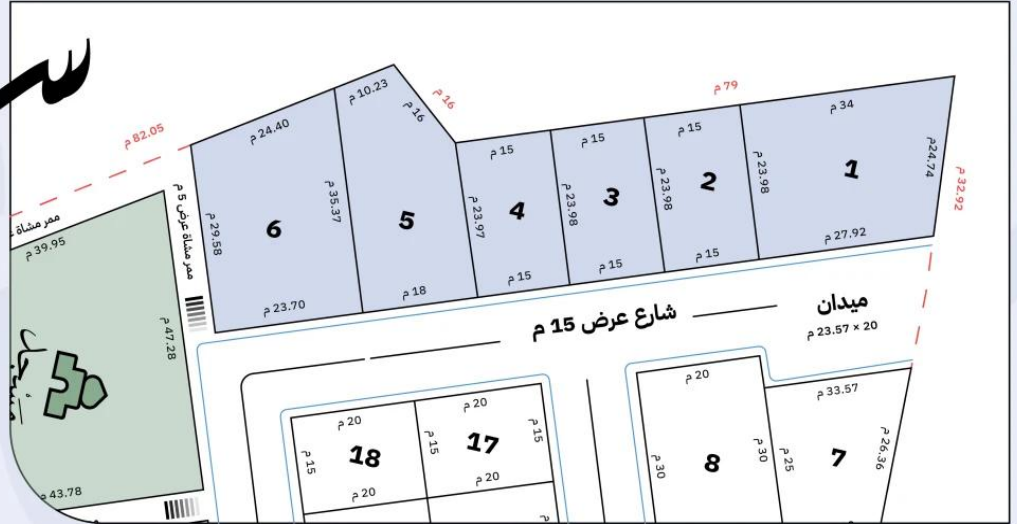 82.05 م
16 م
79 م
32.92 م
24.40 م
10.23 م
16 م
15 م
15 م
15 م
34 م
24.74 م
29.58 م
35.37 م
23.97 م
23.98 م
23.98 م
23.98 م
6
5
4
3
2
1
23.70 م
18 م
15 م
15 م
15 م
27.92 م
ممر مشاة
ممر مشاة عرض 5 م
39.95 م
47.28 م
43.78 م
شارع عرض 15 م
ميدان
20 × 23.57 م
20 م
20 م
15 م
15 م
15 م
18
17
20 م
20 م
20 م
33.57 م
30 م
30 م
25 م
26.36 م
8
7